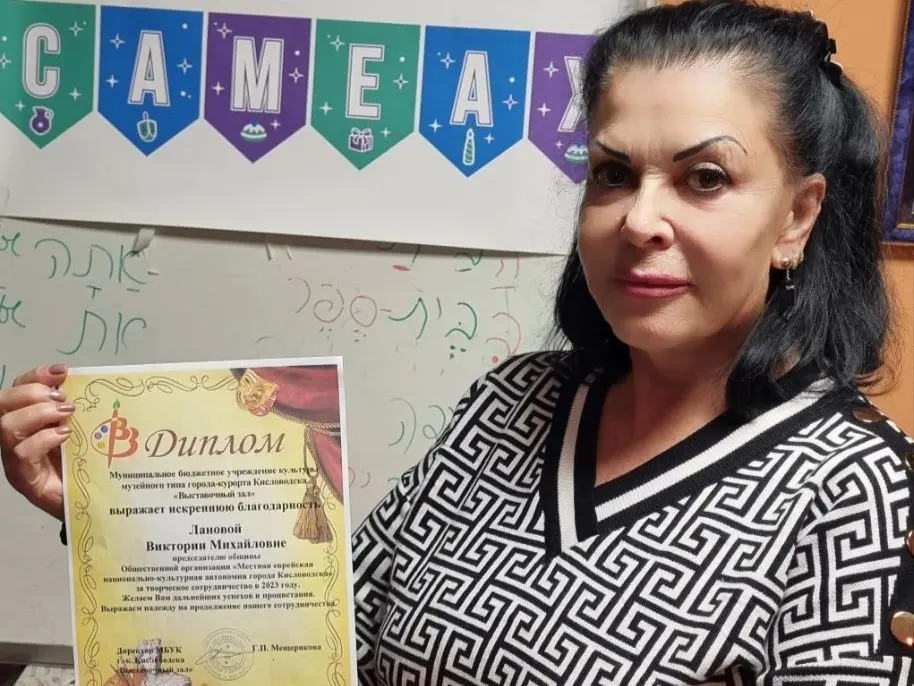 САМЕАХ
אַתָּה
בֵּית-סֵפֶר
אַתְּ
Диплом
Муниципальное бюджетное учреждение культуры
музейного типа города-курорта Кисловодска
«Выставочный зал»
выражает искреннюю благодарность
Лановой
Виктории Михайловне
председателю общины
Общественной организации «Местная еврейская
национально-культурная автономия города Кисловодска»
за творческое сотрудничество в 2023 году.
Желаем Вам дальнейших успехов и процветания.
Выражаем надежду на продолжение нашего сотрудничества.
Директор МБУК
г.-к. Кисловодска
«Выставочный зал»
Г.П. Мещерякова